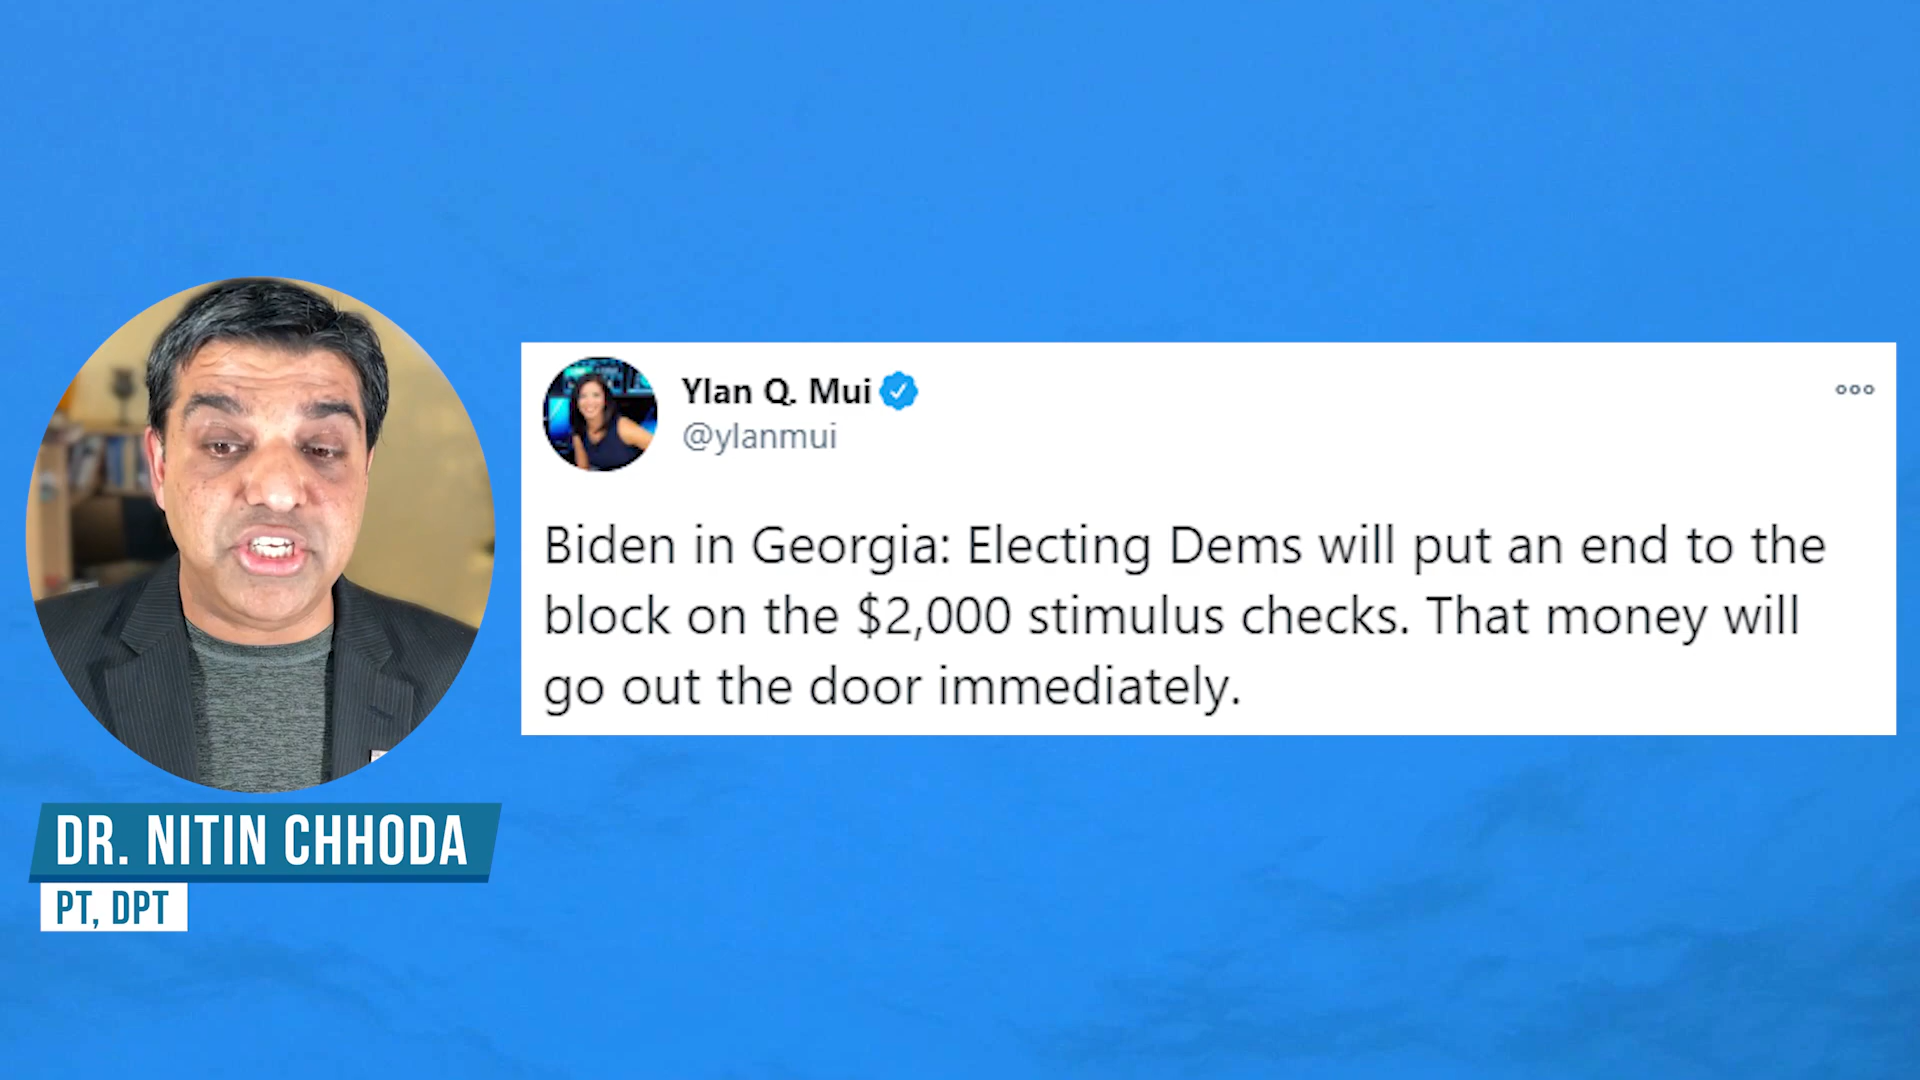 Ylan Q. Mui
@ylanmui
Biden in Georgia: Electing Dems will put an end to the
block on the $2,000 stimulus checks. That money will
go out the door immediately.
DR. NITIN CHHODA
PT, DPT